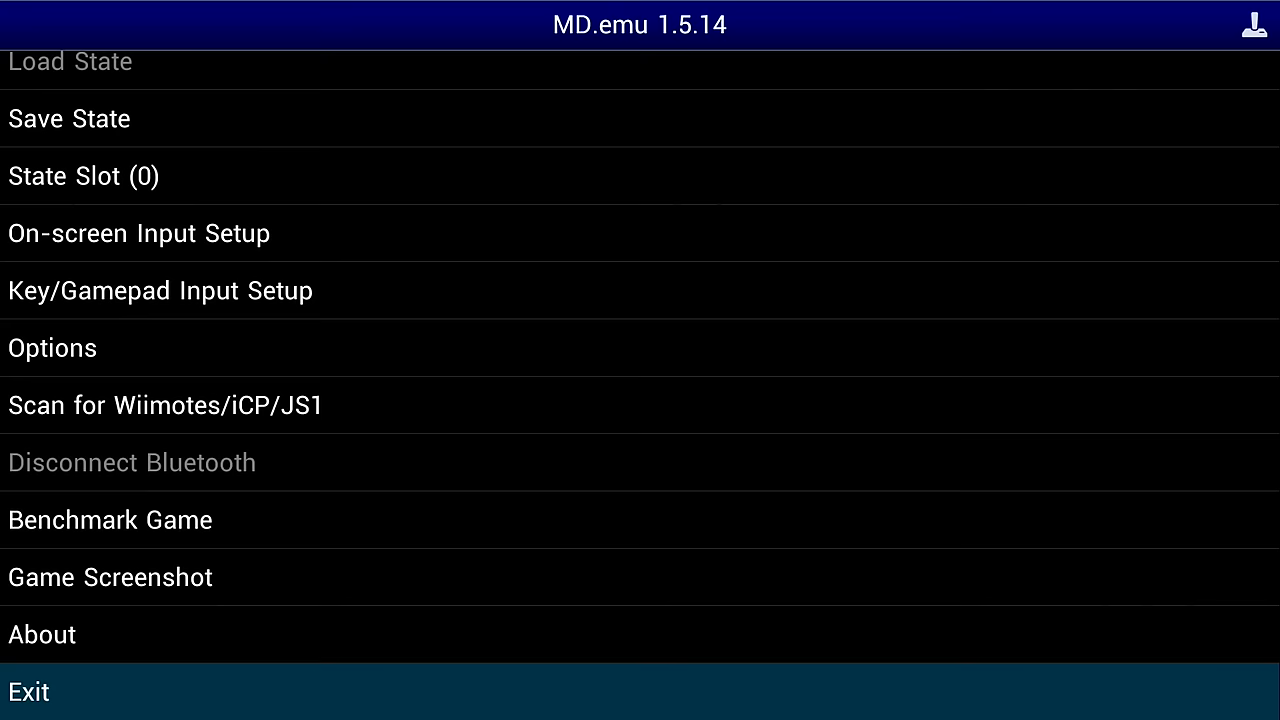 MD.emu 1.5.14
Load State
Save State
State Slot (0)
On-screen Input Setup
Key/Gamepad Input Setup
Options
Scan for Wiimotes/iCP/JS1
Disconnect Bluetooth
Benchmark Game
Game Screenshot
About
Exit